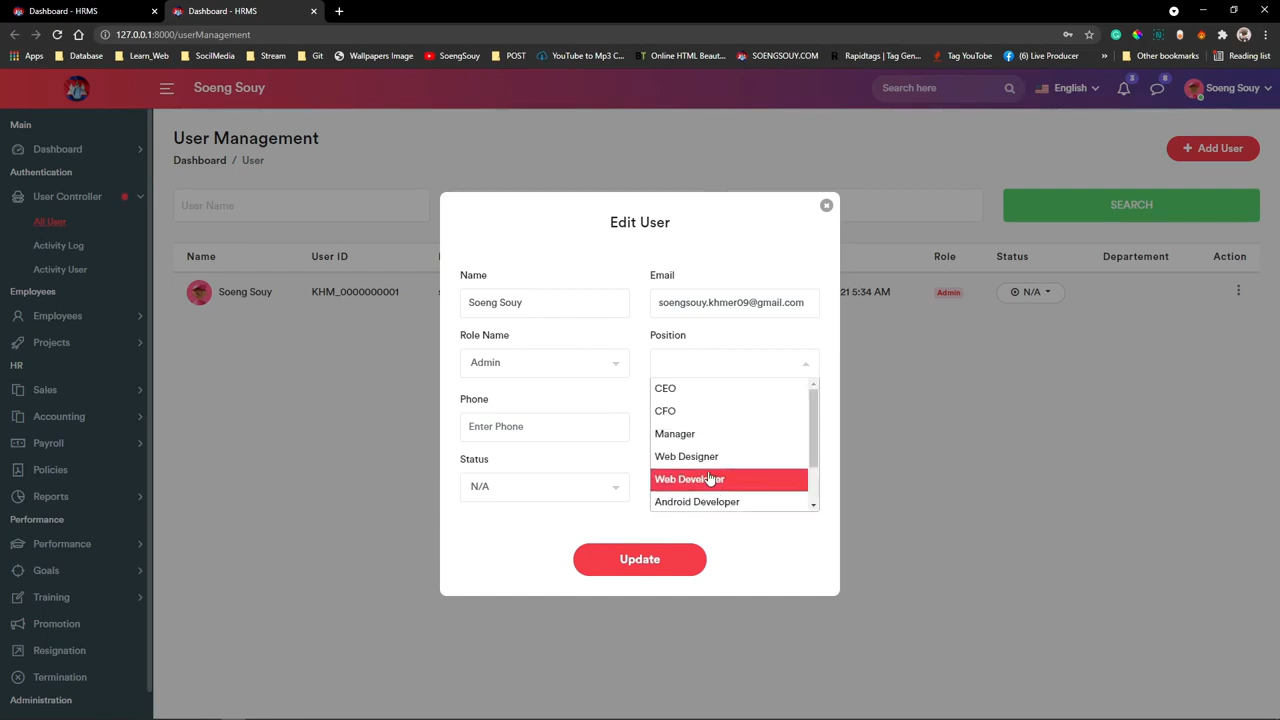 Dashboard - HRMS
Dashboard - HRMS
127.0.0.1:8000/userManagement
Apps
Database
Learn_Web
SocilMedia
Stream
Git
Wallpapers Image
SoengSouy
POST
YouTube to Mp3 C...
Online HTML Beaut...
SOENGSOUY.COM
Rapidtags | Tag Gen...
Tag YouTube
(6) Live Producer
»
Other bookmarks
Reading list
Soeng Souy
Search here
English
3
8
Soeng Souy
Main
Dashboard
Authentication
User Controller
All User
Activity Log
Activity User
Employees
Employees
Projects
HR
Sales
Accounting
Payroll
Policies
Reports
Performance
Performance
Goals
Training
Promotion
Resignation
Termination
Administration
User Management
Dashboard / User
+ Add User
User Name
SEARCH
Name
User ID
Role
Status
Departement
Action
Soeng Souy
KHM_0000000001
21 5:34 AM
Admin
N/A
Edit User
Name
Soeng Souy
Email
soengsouy.khmer09@gmail.com
Role Name
Admin
Position
CEO
CFO
Manager
Web Designer
Web Developer
Android Developer
Phone
Enter Phone
Status
N/A
Update